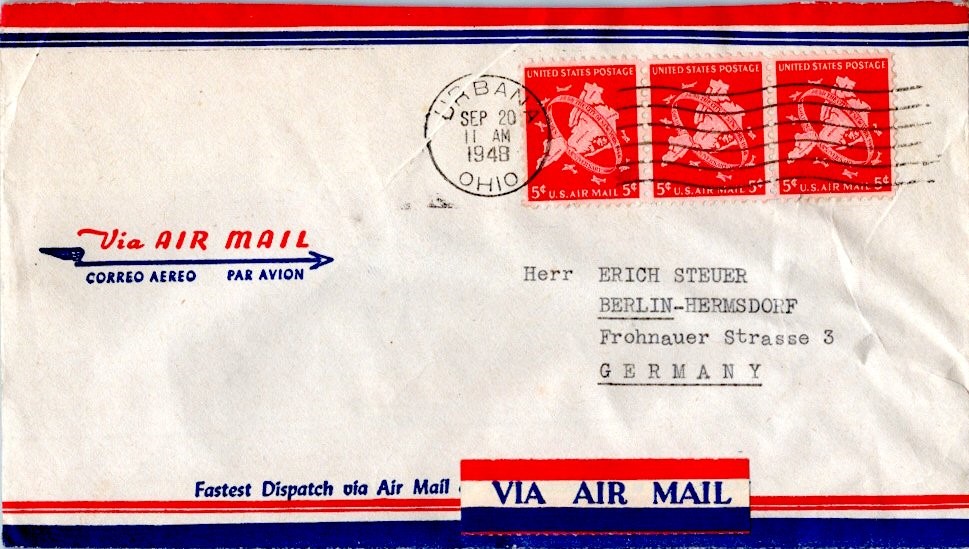 URBANA
SEP 20
11 AM
1948
OHIO
UNITED STATES POSTAGE
5¢ U.S. AIR MAIL 5¢
UNITED STATES POSTAGE
5¢ U.S. AIR MAIL 5¢
UNITED STATES POSTAGE
5¢ U.S. AIR MAIL 5¢
Via AIR MAIL
CORREO AEREO PAR AVION
Herr ERICH STEUER
BERLIN-HERMSDORF
Frohnauer Strasse 3
GERMANY
Fastest Dispatch via Air Mail
VIA AIR MAIL